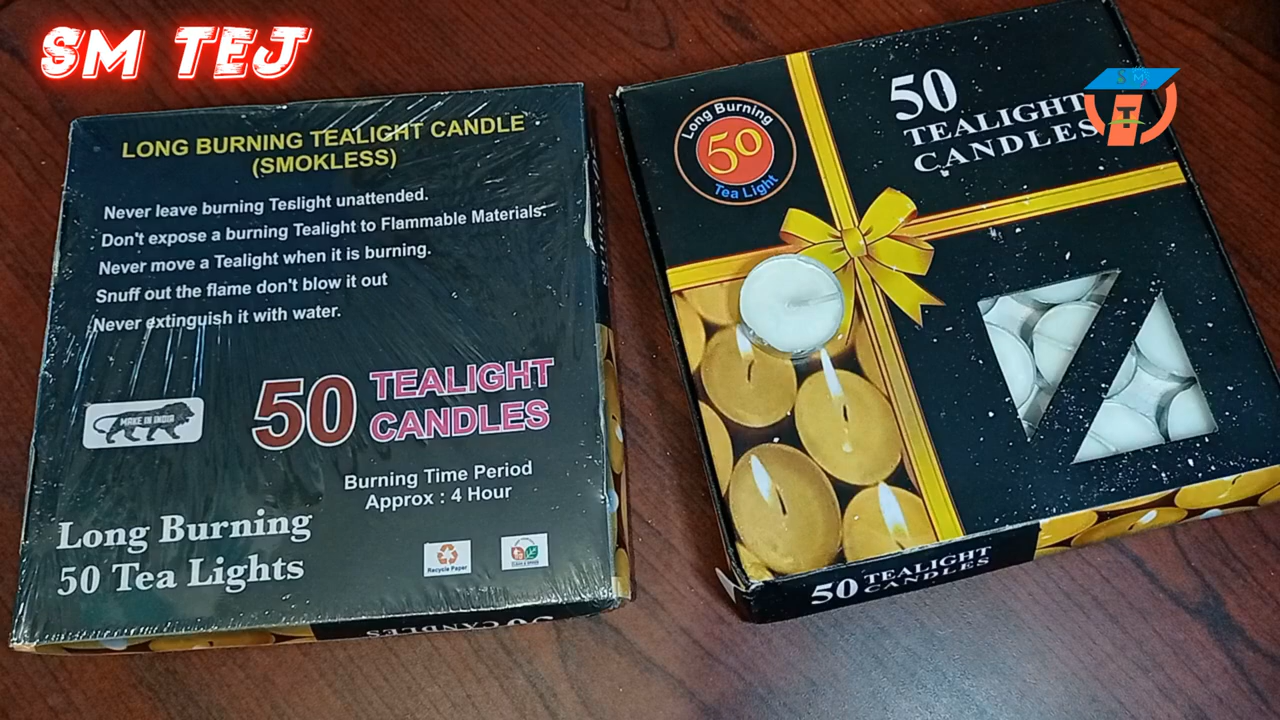 SM TEJ
LONG BURNING TEALIGHT CANDLE
(SMOKLESS)
Never leave burning Teslight unattended.
Don't expose a burning Tealight to Flammable Materials.
Never move a Tealight when it is burning.
Snuff out the flame don't blow it out
Never extinguish it with water.
MAKE IN INDIA
50 TEALIGHT
CANDLES
Burning Time Period
Approx : 4 Hour
Long Burning
50 Tea Lights
Recycle Paper
50 CANDLES
Long Burning
50
Tea Light
50
TEALIGHT
CANDLES
S M
T
50 TEALIGHT
CANDLES